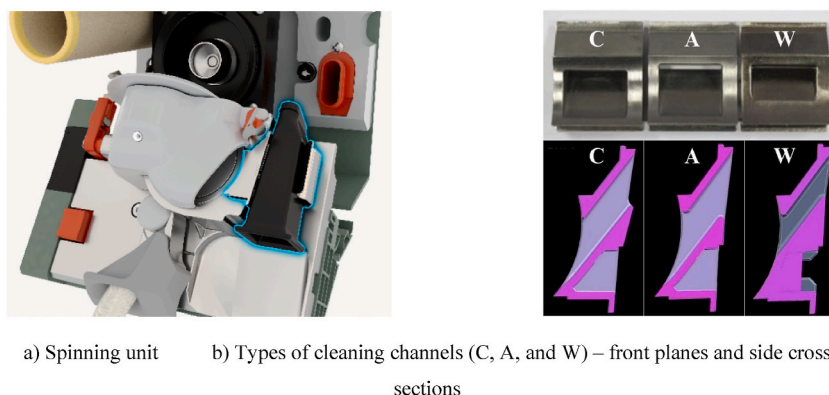 C A W
C A W
a) Spinning unit b) Types of cleaning channels (C, A, and W) – front planes and side cross
sections